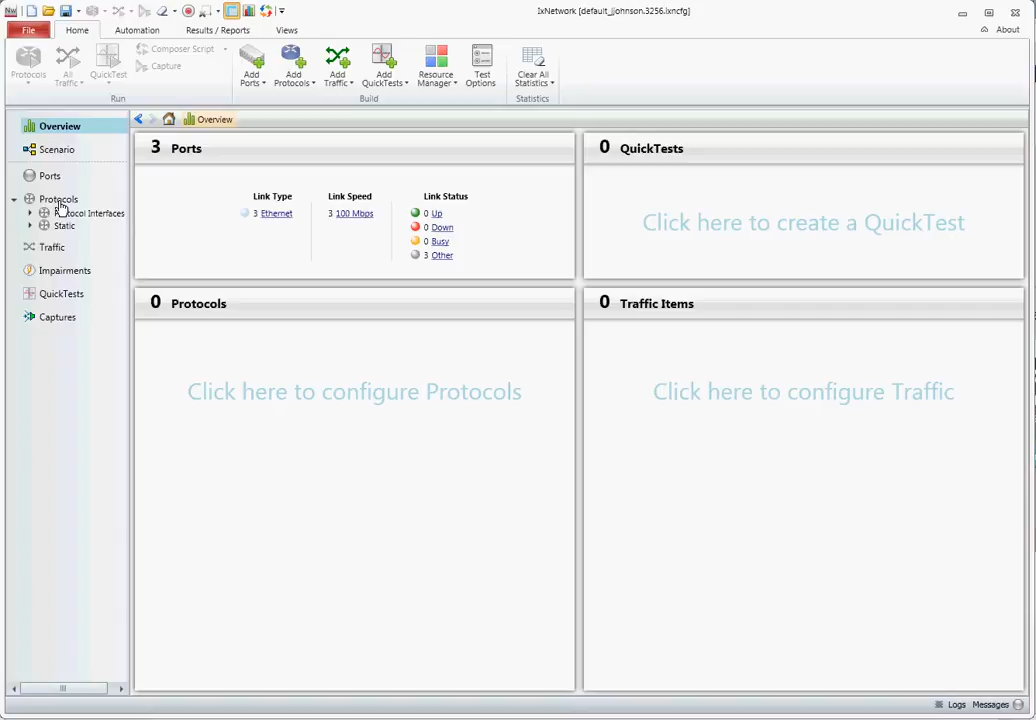 Nw
IxNetwork [default_jjohnson.3256.ixncfg]
File Home Automation Results / Reports Views About
Protocols
All Traffic
QuickTest
Composer Script
Capture
Add Ports
Add Protocols
Add Traffic
Add QuickTests
Resource Manager
Test Options
Clear All Statistics
Run Build Statistics
Overview
Scenario
Ports
Protocols
Protocol Interfaces
Static
Traffic
Impairments
QuickTests
Captures
Overview
3 Ports
Link Type Link Speed Link Status
3 Ethernet 3 100 Mbps 0 Up
0 Down
0 Busy
3 Other
0 QuickTests
Click here to create a QuickTest
0 Protocols
Click here to configure Protocols
0 Traffic Items
Click here to configure Traffic
Logs Messages